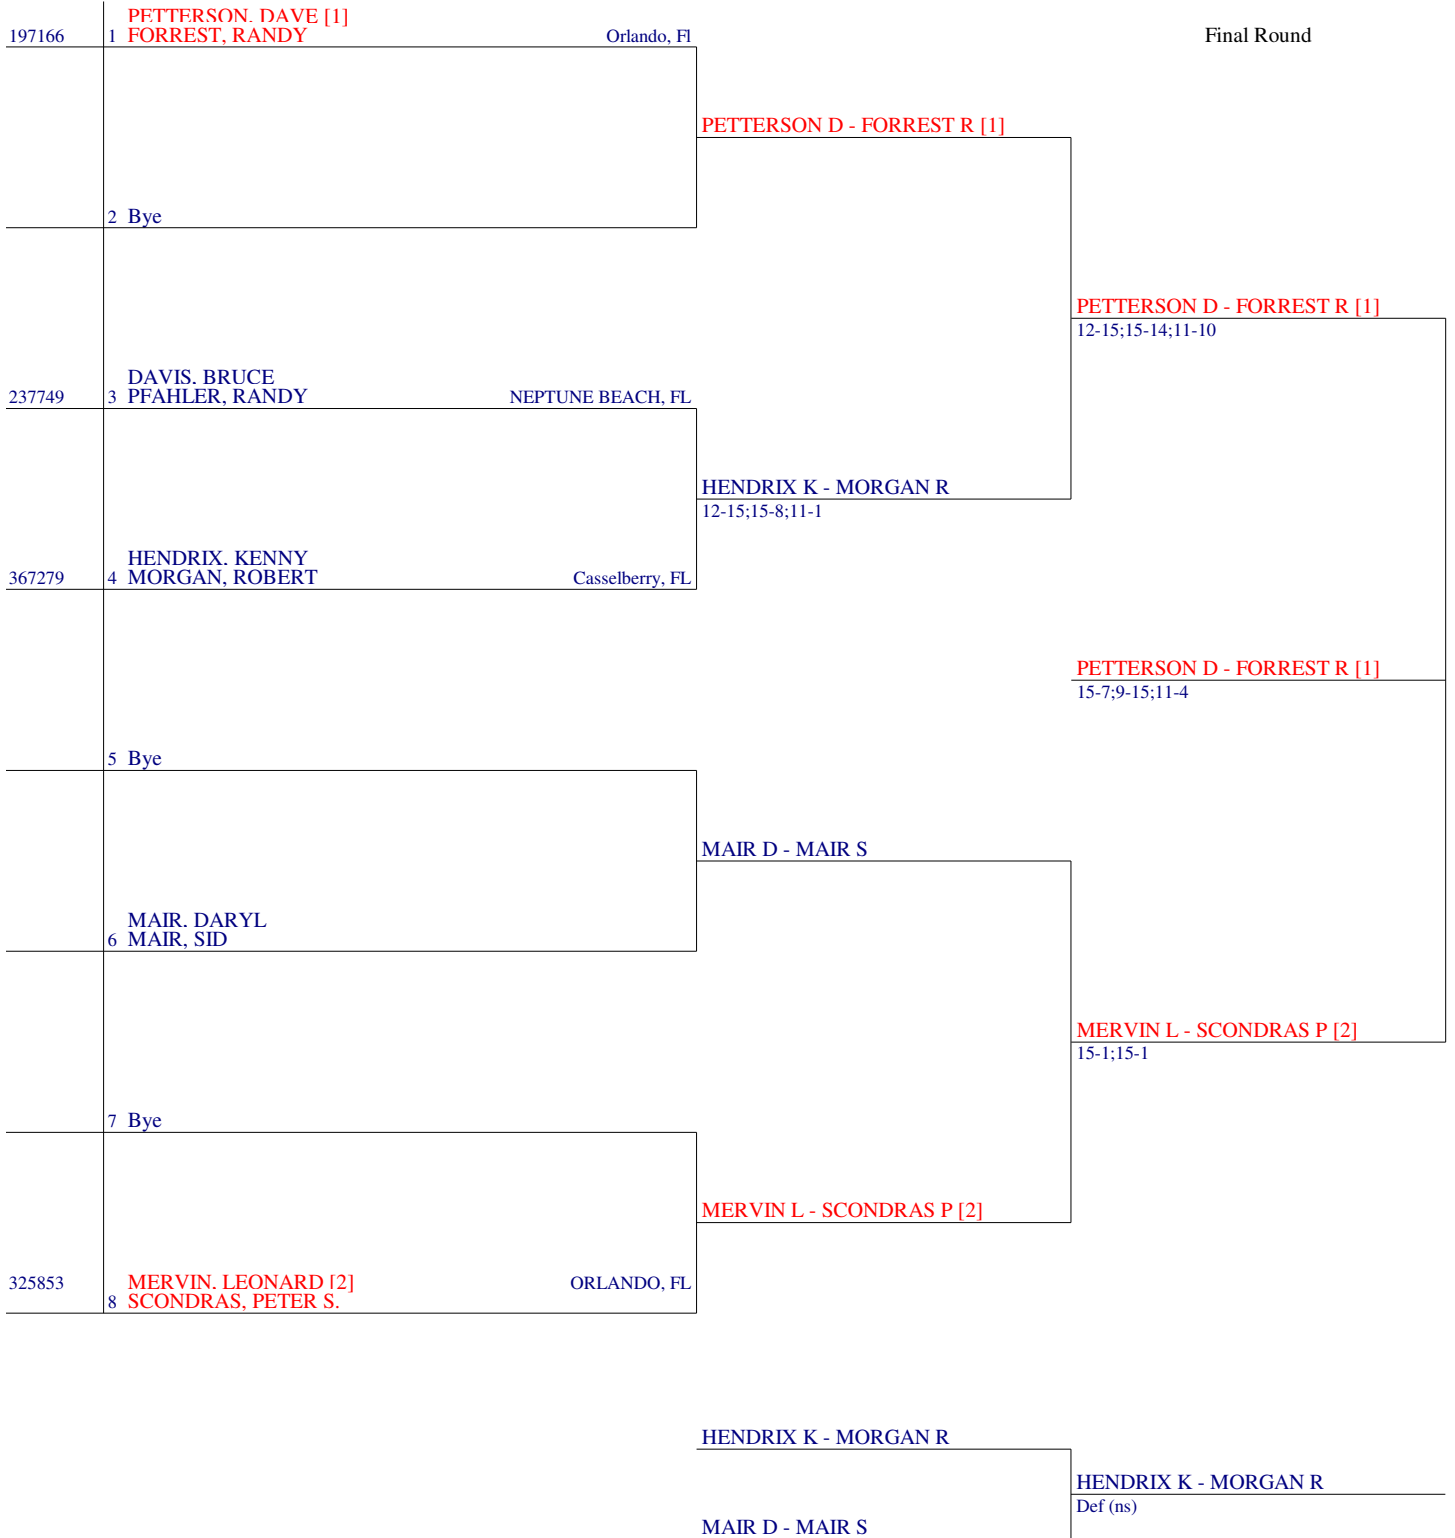 PETTERSON, DAVE [1]
197166 1 FORREST, RANDY Orlando, Fl Final Round
PETTERSON D - FORREST R [1]
2 Bye
PETTERSON D - FORREST R [1]
12-15;15-14;11-10
DAVIS, BRUCE
237749 3 PFAHLER, RANDY NEPTUNE BEACH, FL
HENDRIX K - MORGAN R
12-15;15-8;11-1
HENDRIX, KENNY
367279 4 MORGAN, ROBERT Casselberry, FL
PETTERSON D - FORREST R [1]
15-7;9-15;11-4
5 Bye
MAIR D - MAIR S
MAIR, DARYL
6 MAIR, SID
MERVIN L - SCONDRAS P [2]
15-1;15-1
7 Bye
MERVIN L - SCONDRAS P [2]
325853 MERVIN, LEONARD [2] ORLANDO, FL
8 SCONDRAS, PETER S.
HENDRIX K - MORGAN R
HENDRIX K - MORGAN R
Def (ns)
MAIR D - MAIR S